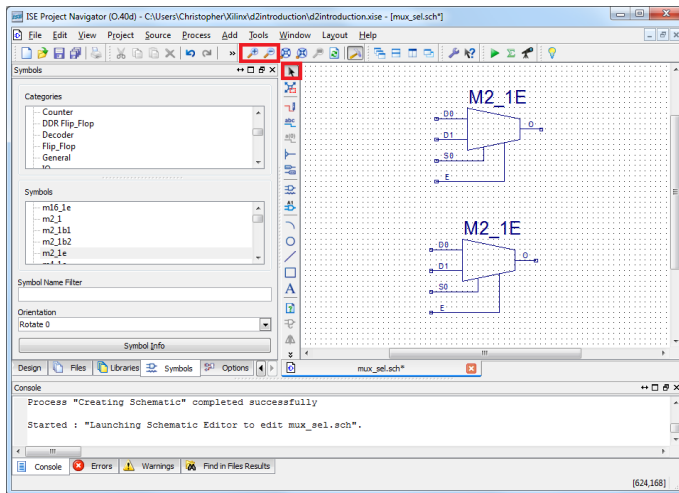 ISE Project Navigator (O.40d) - C:\Users\Christopher\Xilinx\d2introduction\d2introduction.xise - [mux_sel.sch*]
File Edit View Project Source Process Add Tools Window Layout Help
Symbols
Categories
Counter
DDR Flip_Flop
Decoder
Flip_Flop
General
Symbols
m16_1e
m2_1
m2_1b1
m2_1b2
m2_1e
Symbol Name Filter
Orientation
Rotate 0
Symbol Info
Design Files Libraries Symbols Options
abc
A1
A
M2_1E
D0
O
D1
S0
E
M2_1E
D0
O
D1
S0
E
mux_sel.sch*
Console
Process "Creating Schematic" completed successfully
Started : "Launching Schematic Editor to edit mux_sel.sch".
Console Errors Warnings Find in Files Results
[624,168]